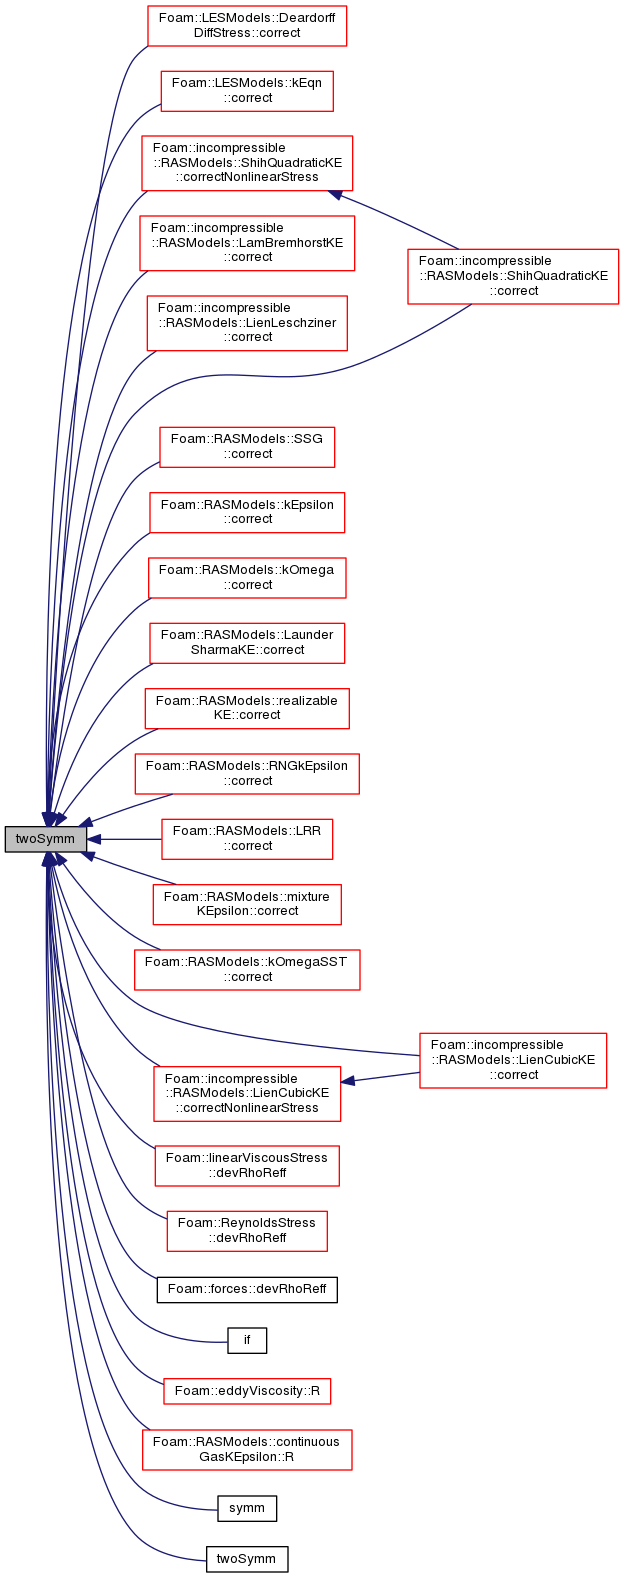 Foam::LESModels::Deardorff
DiffStress::correct
Foam::LESModels::kEqn
::correct
Foam::incompressible
::RASModels::ShihQuadraticKE
::correctNonlinearStress
Foam::incompressible
::RASModels::LamBremhorstKE
::correct
Foam::incompressible
::RASModels::ShihQuadraticKE
::correct
Foam::incompressible
::RASModels::LienLeschziner
::correct
Foam::RASModels::SSG
::correct
Foam::RASModels::kEpsilon
::correct
Foam::RASModels::kOmega
::correct
Foam::RASModels::Launder
SharmaKE::correct
Foam::RASModels::realizable
KE::correct
Foam::RASModels::RNGkEpsilon
::correct
twoSymm
Foam::RASModels::LRR
::correct
Foam::RASModels::mixture
KEpsilon::correct
Foam::RASModels::kOmegaSST
::correct
Foam::incompressible
::RASModels::LienCubicKE
::correct
Foam::incompressible
::RASModels::LienCubicKE
::correctNonlinearStress
Foam::linearViscousStress
::devRhoReff
Foam::ReynoldsStress
::devRhoReff
Foam::forces::devRhoReff
if
Foam::eddyViscosity::R
Foam::RASModels::continuous
GasKEpsilon::R
symm
twoSymm